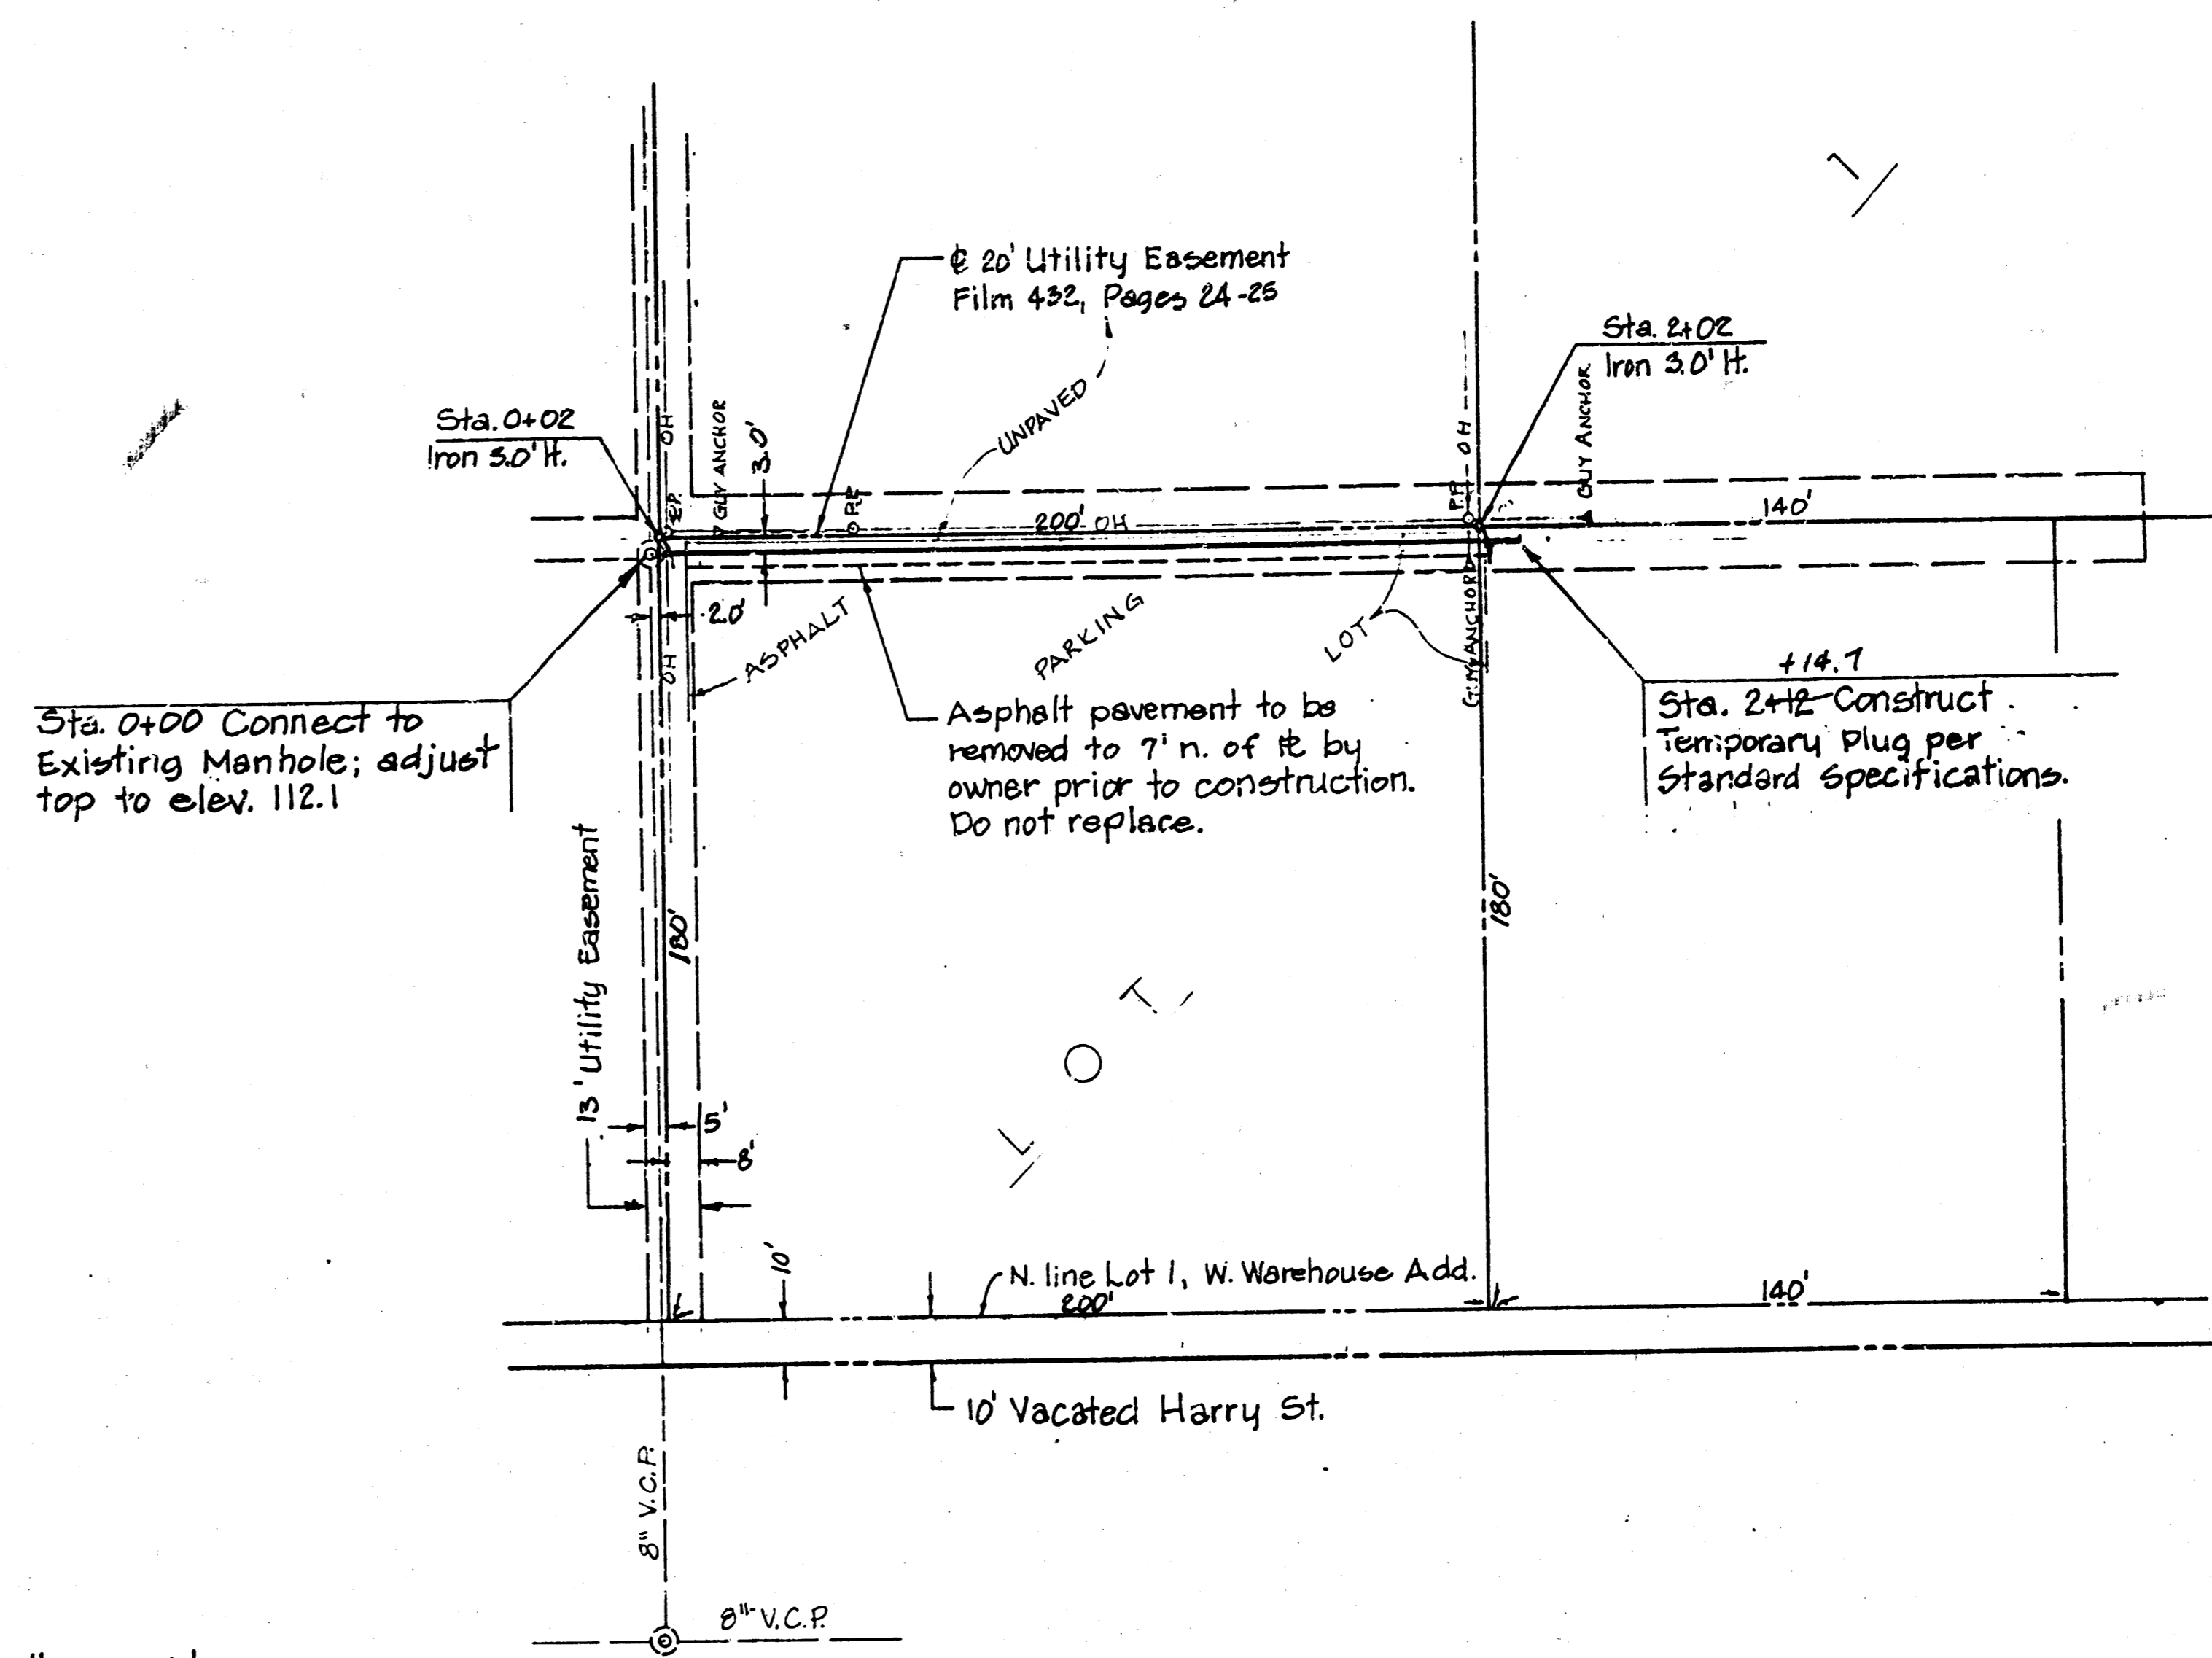 ₵ 20' Utility Easement
Film 432, Pages 24-25
Sta. 2+02
Iron 3.0' H.
Sta. 0+02
Iron 3.0' H.
OH
GUY ANCHOR
3.0'
UNPAVED
OH
GUY ANCHOR
P.P.
P.P.
P.P.
200'
OH
140'
2.0'
OH
ASPHALT
PARKING
LOT
GUY ANCHOR
Sta. 0+00 Connect to
Existing Manhole; adjust
top to elev. 112.1
Asphalt pavement to be
removed to 7' n. of ℄ by
owner prior to construction.
Do not replace.
+14.7
Sta. 2+12 Construct
Temporary Plug per
Standard Specifications.
13' Utility Easement
180'
180'
LOT 1
5'
8'
10'
N. line Lot 1, W. Warehouse Add.
200'
140'
10' Vacated Harry St.
8" V.C.P.
8" V.C.P.